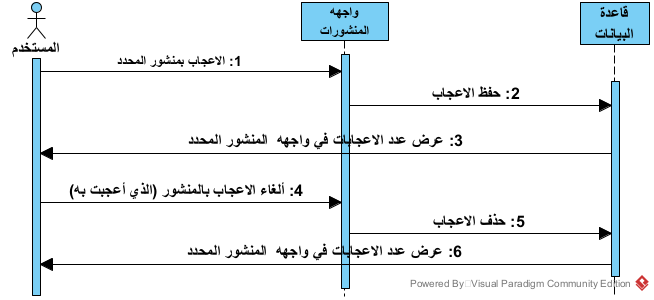 المستخدم
واجهه
المنشورات
قاعدة
البيانات
1: الاعجاب بمنشور المحدد
2: حفظ الاعجاب
3: عرض عدد الاعجابات في واجهه المنشور المحدد
4: ألغاء الاعجاب بالمنشور (الذي أعجبت به)
5: حذف الاعجاب
6: عرض عدد الاعجابات في واجهه المنشور المحدد
Powered By Visual Paradigm Community Edition